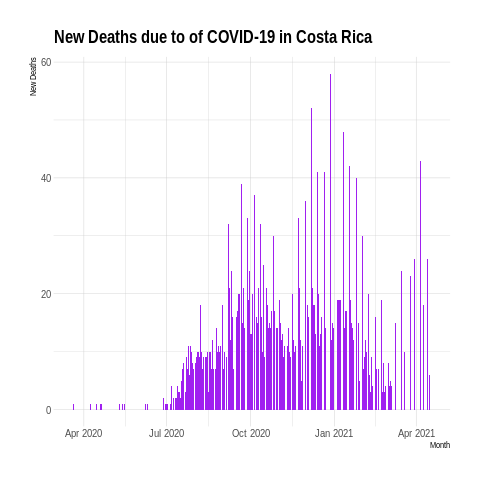 New Deaths due to of COVID-19 in Costa Rica
New Deaths
60
40
20
0
Apr 2020 Jul 2020 Oct 2020 Jan 2021 Apr 2021
Month